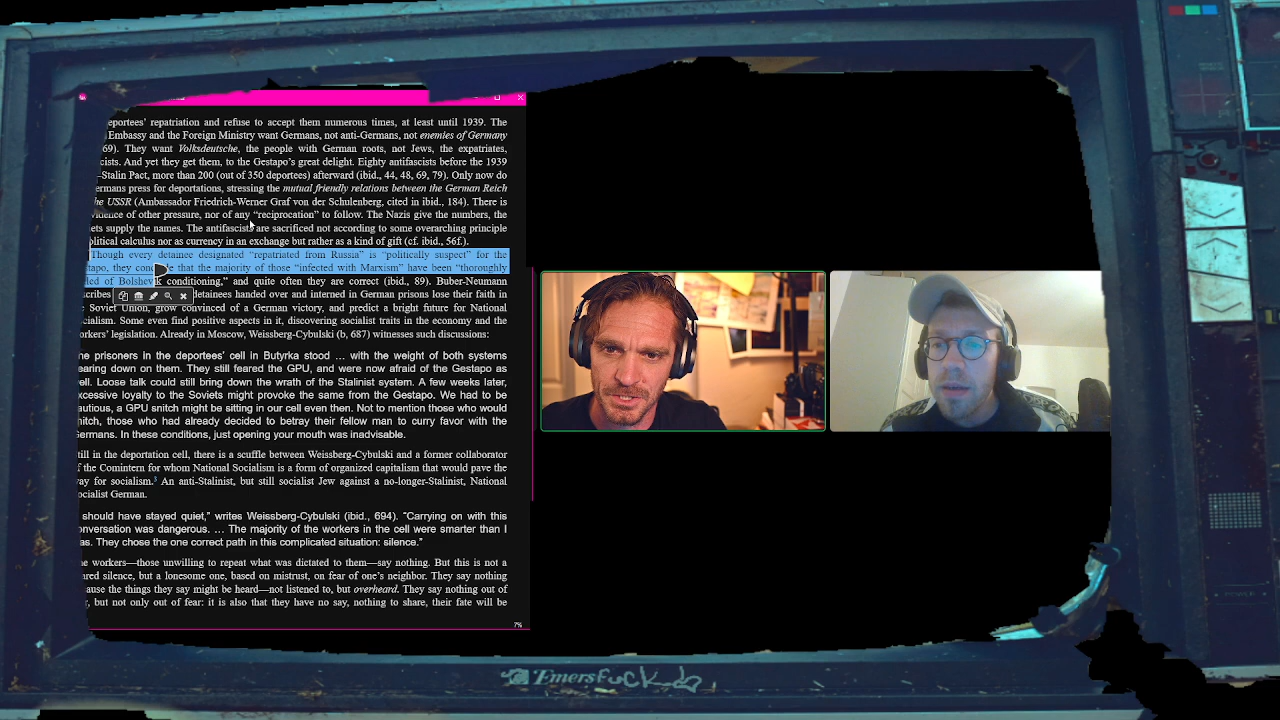 eportees' repatriation and refuse to accept them numerous times, at least until 1939. The
Embassy and the Foreign Ministry want Germans, not anti-Germans, not enemies of Germany
69). They want Volksdeutsche, the people with German roots, not Jews, the expatriates,
cists. And yet they get them, to the Gestapo's great delight. Eighty antifascists before the 1939
–Stalin Pact, more than 200 (out of 350 deportees) afterward (ibid., 44, 48, 69, 79). Only now do
ermans press for deportations, stressing the mutual friendly relations between the German Reich
he USSR (Ambassador Friedrich-Werner Graf von der Schulenberg, cited in ibid., 184). There is
vidence of other pressure, nor of any "reciprocation" to follow. The Nazis give the numbers, the
ets supply the names. The antifascists are sacrificed not according to some overarching principle
olitical calculus nor as currency in an exchange but rather as a kind of gift (cf. ibid., 56f.).
Though every detainee designated "repatriated from Russia" is "politically suspect" for the
tapo, they conc e that the majority of those "infected with Marxism" have been "thoroughly
led of Bolshevik conditioning," and quite often they are correct (ibid., 89). Buber-Neumann
cribes detainees handed over and interned in German prisons lose their faith in
Soviet Union, grow convinced of a German victory, and predict a bright future for National
cialism. Some even find positive aspects in it, discovering socialist traits in the economy and the
orkers' legislation. Already in Moscow, Weissberg-Cybulski (b, 687) witnesses such discussions:
he prisoners in the deportees' cell in Butyrka stood … with the weight of both systems
earing down on them. They still feared the GPU, and were now afraid of the Gestapo as
ell. Loose talk could still bring down the wrath of the Stalinist system. A few weeks later,
xcessive loyalty to the Soviets might provoke the same from the Gestapo. We had to be
autious, a GPU snitch might be sitting in our cell even then. Not to mention those who would
nitch, those who had already decided to betray their fellow man to curry favor with the
ermans. In these conditions, just opening your mouth was inadvisable.
till in the deportation cell, there is a scuffle between Weissberg-Cybulski and a former collaborator
f the Comintern for whom National Socialism is a form of organized capitalism that would pave the
ay for socialism.³ An anti-Stalinist, but still socialist Jew against a no-longer-Stalinist, National
ocialist German.
should have stayed quiet," writes Weissberg-Cybulski (ibid., 694). "Carrying on with this
onversation was dangerous. … The majority of the workers in the cell were smarter than I
as. They chose the one correct path in this complicated situation: silence."
e workers—those unwilling to repeat what was dictated to them—say nothing. But this is not a
ared silence, but a lonesome one, based on mistrust, on fear of one's neighbor. They say nothing
ause the things they say might be heard—not listened to, but overheard. They say nothing out of
r, but not only out of fear: it is also that they have no say, nothing to share, their fate will be
7%
POWER
Emersfuck